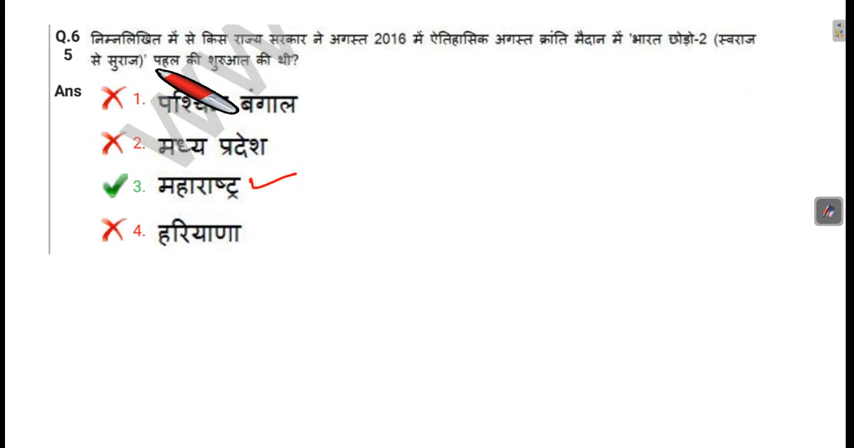 Q.6 निम्नलिखित में से किस राज्य सरकार ने अगस्त 2016 में ऐतिहासिक अगस्त क्रांति मैदान में 'भारत छोड़ो-2 (स्वराज
5 से सुराज)' पहल की शुरुआत की थी?
Ans 1. पश्चिम बंगाल
2. मध्य प्रदेश
3. महाराष्ट्र
4. हरियाणा